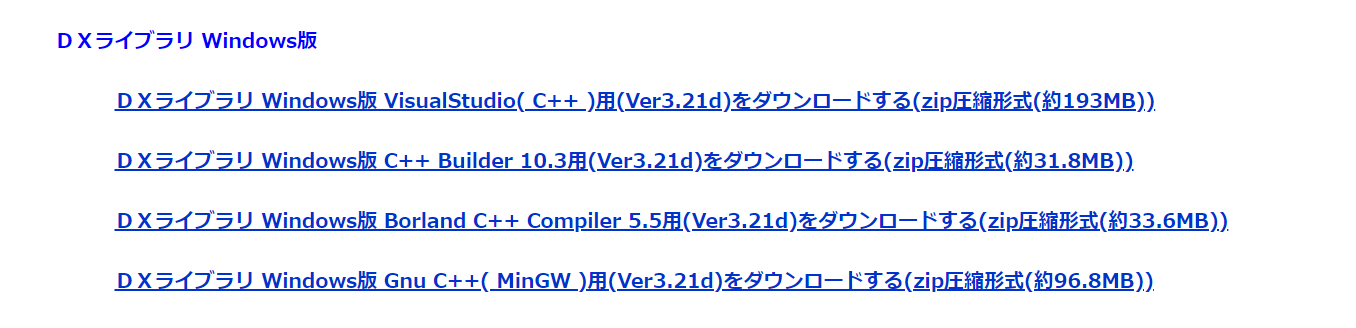 ＤＸライブラリ Windows版
ＤＸライブラリ Windows版 VisualStudio( C++ )用(Ver3.21d)をダウンロードする(zip圧縮形式(約193MB))
ＤＸライブラリ Windows版 C++ Builder 10.3用(Ver3.21d)をダウンロードする(zip圧縮形式(約31.8MB))
ＤＸライブラリ Windows版 Borland C++ Compiler 5.5用(Ver3.21d)をダウンロードする(zip圧縮形式(約33.6MB))
ＤＸライブラリ Windows版 Gnu C++( MinGW )用(Ver3.21d)をダウンロードする(zip圧縮形式(約96.8MB))